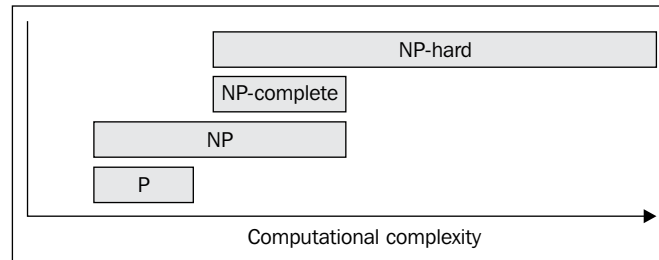 NP-hard
NP-complete
NP
P
Computational complexity